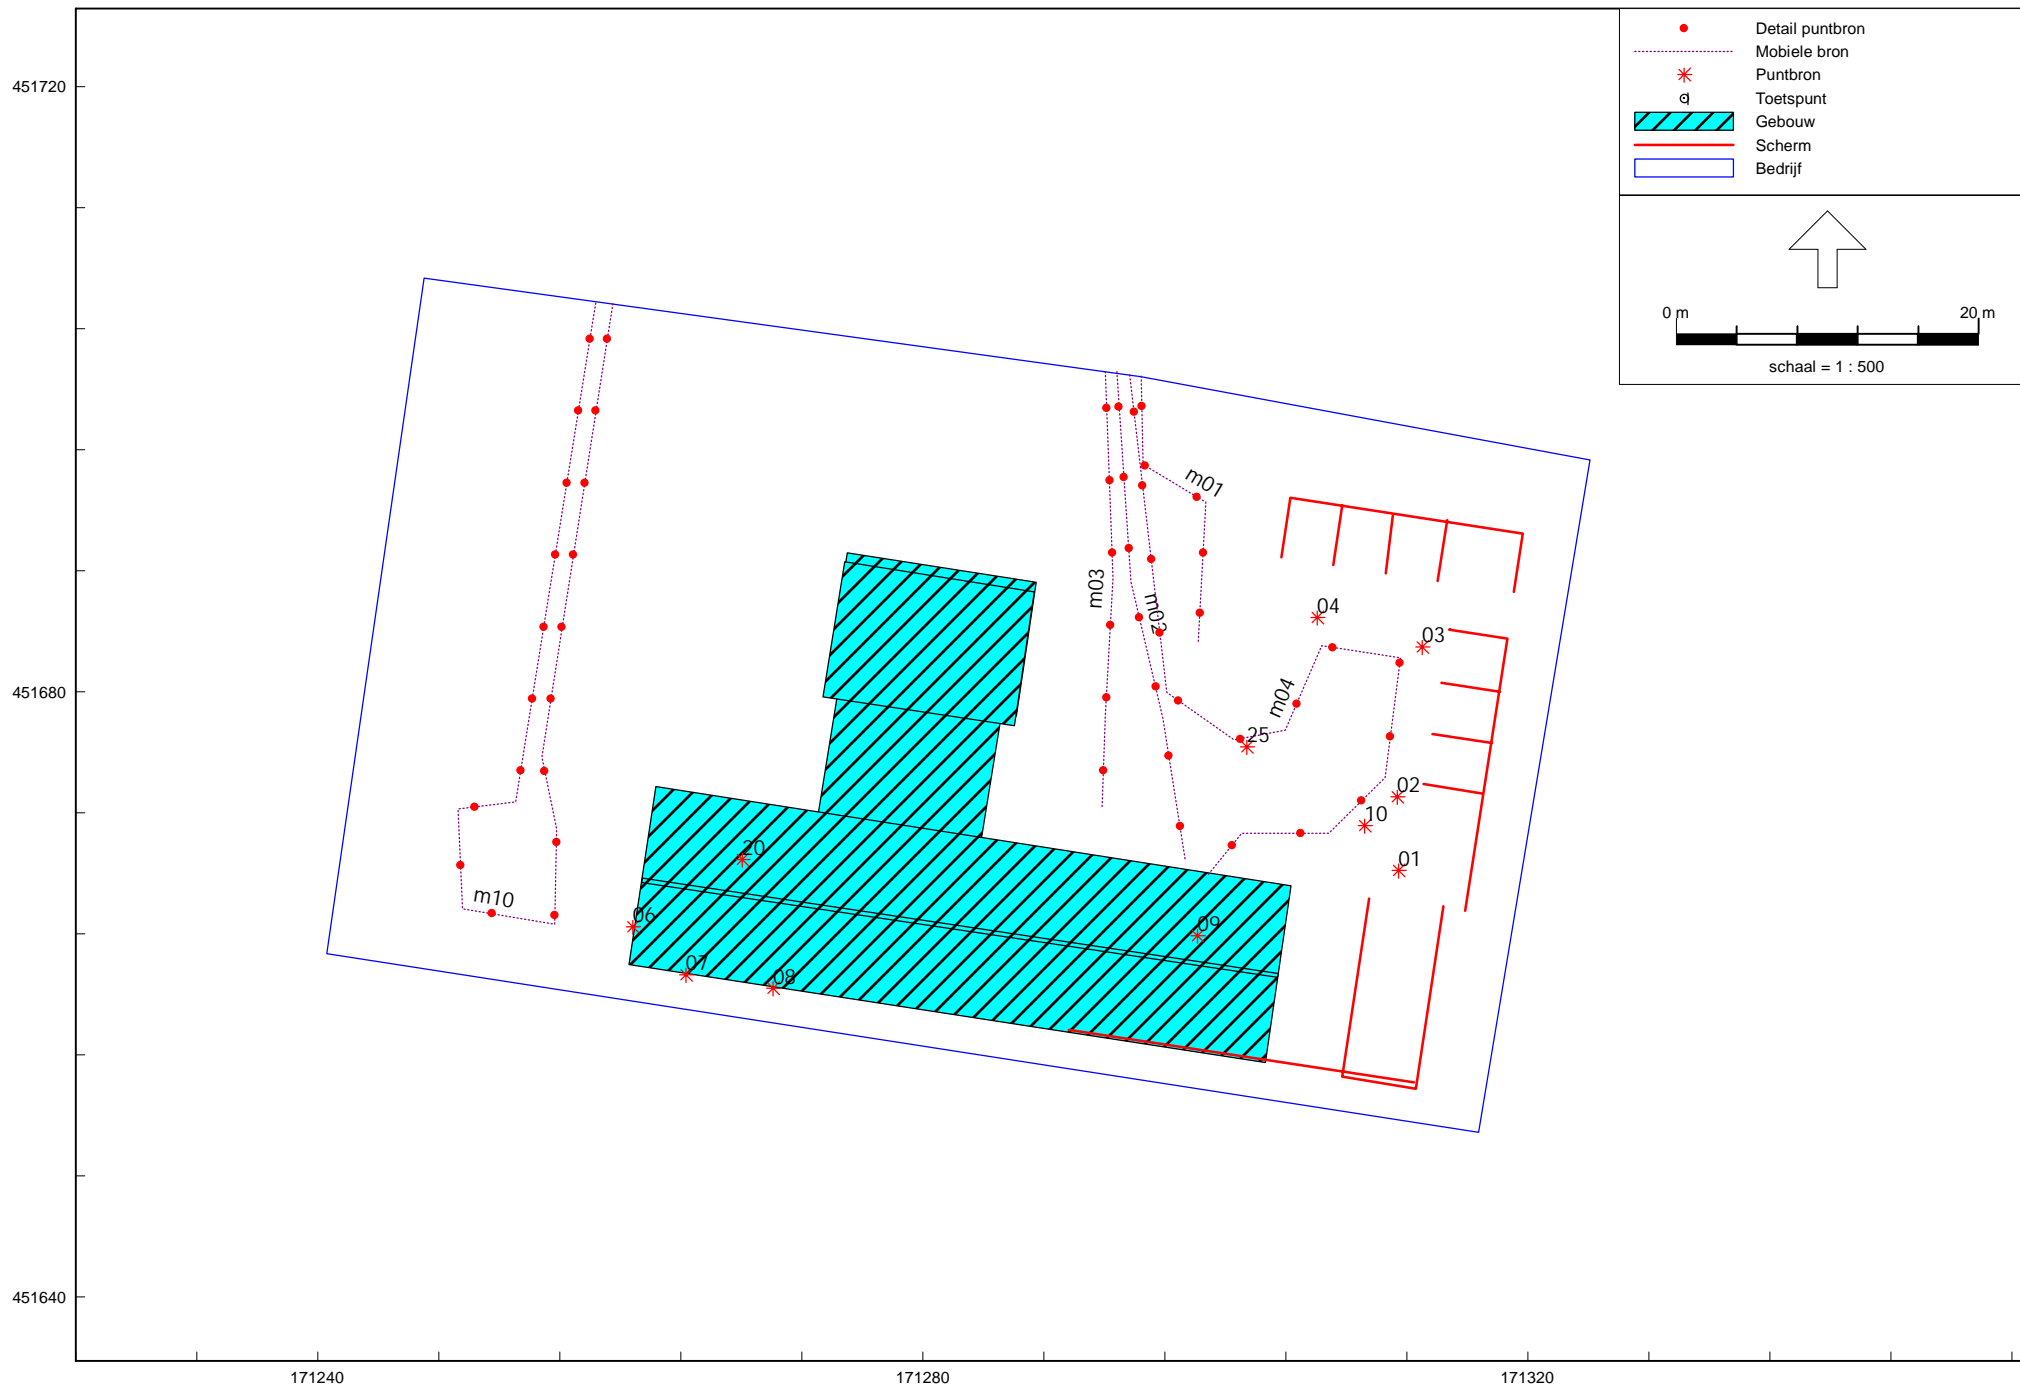 Detail puntbron
Mobiele bron
Puntbron
Toetspunt
Gebouw
Scherm
Bedrijf
0 m
20 m
schaal = 1 : 500
451720
451680
451640
171240
171280
171320
m01
m03
m02
04
03
m04
25
02
10
01
20
m10
06
09
07
08